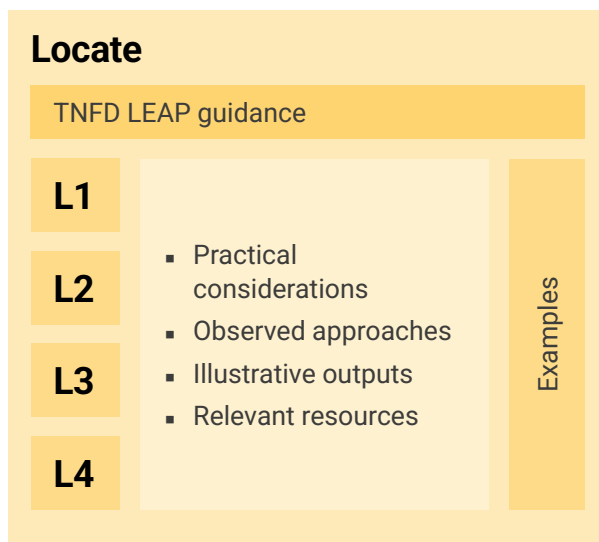 Locate
TNFD LEAP guidance
L1
L2
L3
L4
▪ Practical
considerations
▪ Observed approaches
▪ Illustrative outputs
▪ Relevant resources
Examples